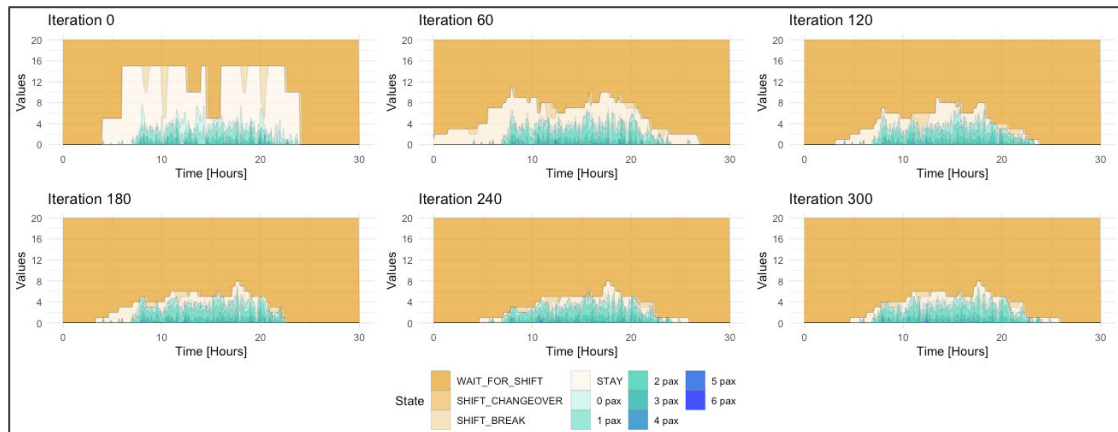 Iteration 0
Iteration 60
Iteration 120
Values
20
16
12
8
4
0
0
10
20
30
Time [Hours]
Values
20
16
12
8
4
0
0
10
20
30
Time [Hours]
Values
20
16
12
8
4
0
0
10
20
30
Time [Hours]
Iteration 180
Iteration 240
Iteration 300
Values
20
16
12
8
4
0
0
10
20
30
Time [Hours]
Values
20
16
12
8
4
0
0
10
20
30
Time [Hours]
Values
20
16
12
8
4
0
0
10
20
30
Time [Hours]
State
WAIT_FOR_SHIFT
SHIFT_CHANGEOVER
SHIFT_BREAK
STAY
0 pax
1 pax
2 pax
3 pax
4 pax
5 pax
6 pax